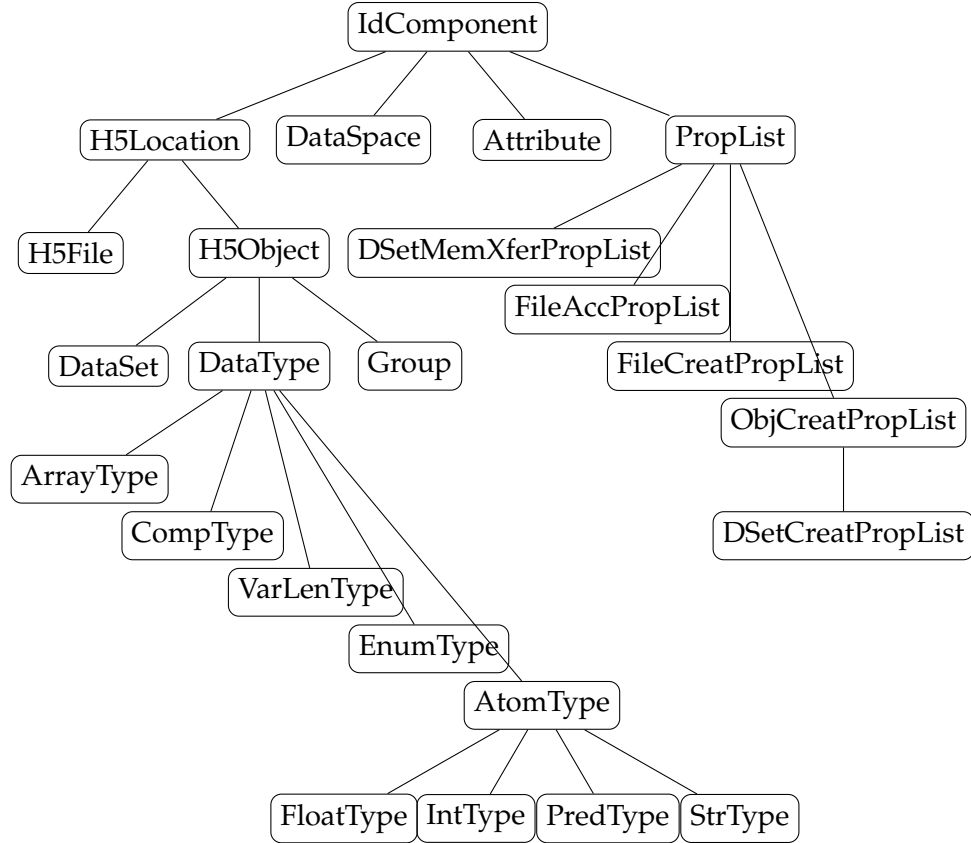 IdComponent
H5Location
DataSpace
Attribute
PropList
H5File
H5Object
DSetMemXferPropList
FileAccPropList
DataSet
DataType
Group
FileCreatPropList
ObjCreatPropList
ArrayType
CompType
DSetCreatPropList
VarLenType
EnumType
AtomType
FloatType
IntType
PredType
StrType